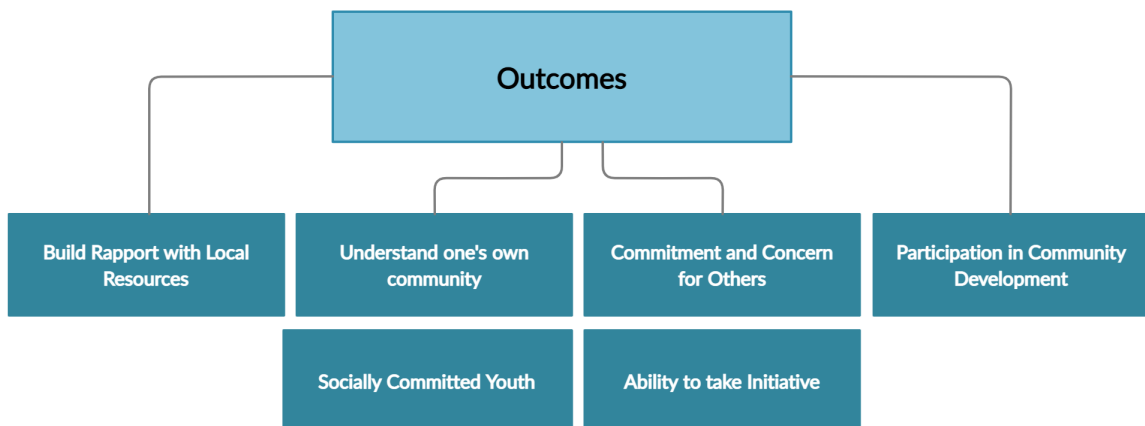 Outcomes
Build Rapport with Local
Resources
Understand one's own
community
Commitment and Concern
for Others
Participation in Community
Development
Socially Committed Youth
Ability to take Initiative